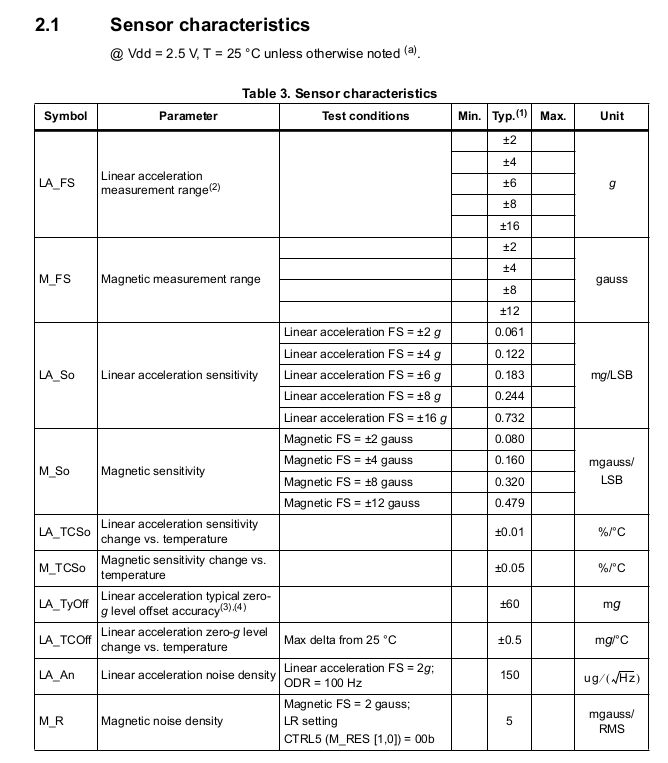 2.1 Sensor characteristics
@ Vdd = 2.5 V, T = 25 °C unless otherwise noted (a).
Table 3. Sensor characteristics
Symbol Parameter Test conditions Min. Typ.(1) Max. Unit
LA_FS Linear acceleration measurement range(2) ±2 g
±4
±6
±8
±16
M_FS Magnetic measurement range ±2 gauss
±4
±8
±12
LA_So Linear acceleration sensitivity Linear acceleration FS = ±2 g 0.061 mg/LSB
Linear acceleration FS = ±4 g 0.122
Linear acceleration FS = ±6 g 0.183
Linear acceleration FS = ±8 g 0.244
Linear acceleration FS = ±16 g 0.732
M_So Magnetic sensitivity Magnetic FS = ±2 gauss 0.080 mgauss/
LSB
Magnetic FS = ±4 gauss 0.160
Magnetic FS = ±8 gauss 0.320
Magnetic FS = ±12 gauss 0.479
LA_TCSo Linear acceleration sensitivity
change vs. temperature ±0.01 %/°C
M_TCSo Magnetic sensitivity change vs.
temperature ±0.05 %/°C
LA_TyOff Linear acceleration typical zero-
g level offset accuracy(3),(4) ±60 mg
LA_TCOff Linear acceleration zero-g level
change vs. temperature Max delta from 25 °C ±0.5 mg/°C
LA_An Linear acceleration noise density Linear acceleration FS = 2g;
ODR = 100 Hz 150 ug/(√Hz)
M_R Magnetic noise density Magnetic FS = 2 gauss;
LR setting
CTRL5 (M_RES [1,0]) = 00b 5 mgauss/
RMS